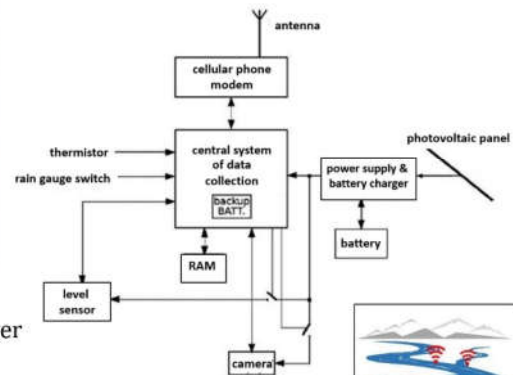 antenna
cellular phone
modem
thermistor
rain gauge switch
central system
of data
collection
backup
BATT.
photovoltaic panel
power supply &
battery charger
battery
RAM
level
sensor
er
camera